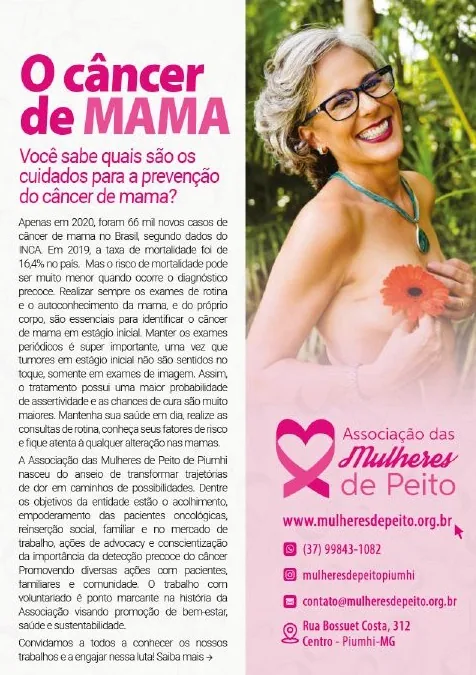 O câncer
de MAMA
Você sabe quais são os
cuidados para a prevenção
do câncer de mama?
Apenas em 2020, foram 66 mil novos casos de
câncer de mama no Brasil, segundo dados do
INCA. Em 2019, a taxa de mortalidade foi de
16,4% no país. Mas o risco de mortalidade pode
ser muito menor quando ocorre o diagnóstico
precoce. Realizar sempre os exames de rotina
e o autoconhecimento da mama, e do próprio
corpo, são essenciais para identificar o câncer
de mama em estágio inicial. Manter os exames
periódicos é super importante, uma vez que
tumores em estágio inicial não são sentidos no
toque, somente em exames de imagem. Assim,
o tratamento possui uma maior probabilidade
de assertividade e as chances de cura são muito
maiores. Mantenha sua saúde em dia, realize as
consultas de rotina, conheça seus fatores de risco
e fique atenta à qualquer alteração nas mamas.
A Associação das Mulheres de Peito de Piumhi
nasceu do anseio de transformar trajetórias
de dor em caminhos de possibilidades. Dentre
os objetivos da entidade estão o acolhimento,
empoderamento das pacientes oncológicas,
reinserção social, familiar e no mercado de
trabalho, ações de advocacy e conscientização
da importância da detecção precoce do câncer
Promovendo diversas ações com pacientes,
familiares e comunidade. O trabalho com
voluntariado é ponto marcante na história da
Associação visando promoção de bem-estar,
saúde e sustentabilidade.
Convidamos a todos a conhecer os nossos
trabalhos e a engajar nessa luta! Saiba mais →
Associação das
Mulheres
de Peito
www.mulheresdepeito.org.br
(37) 99843-1082
mulheresdepeitopiumhi
contato@mulheresdepeito.org.br
Rua Bossuet Costa, 312
Centro - Piumhi-MG